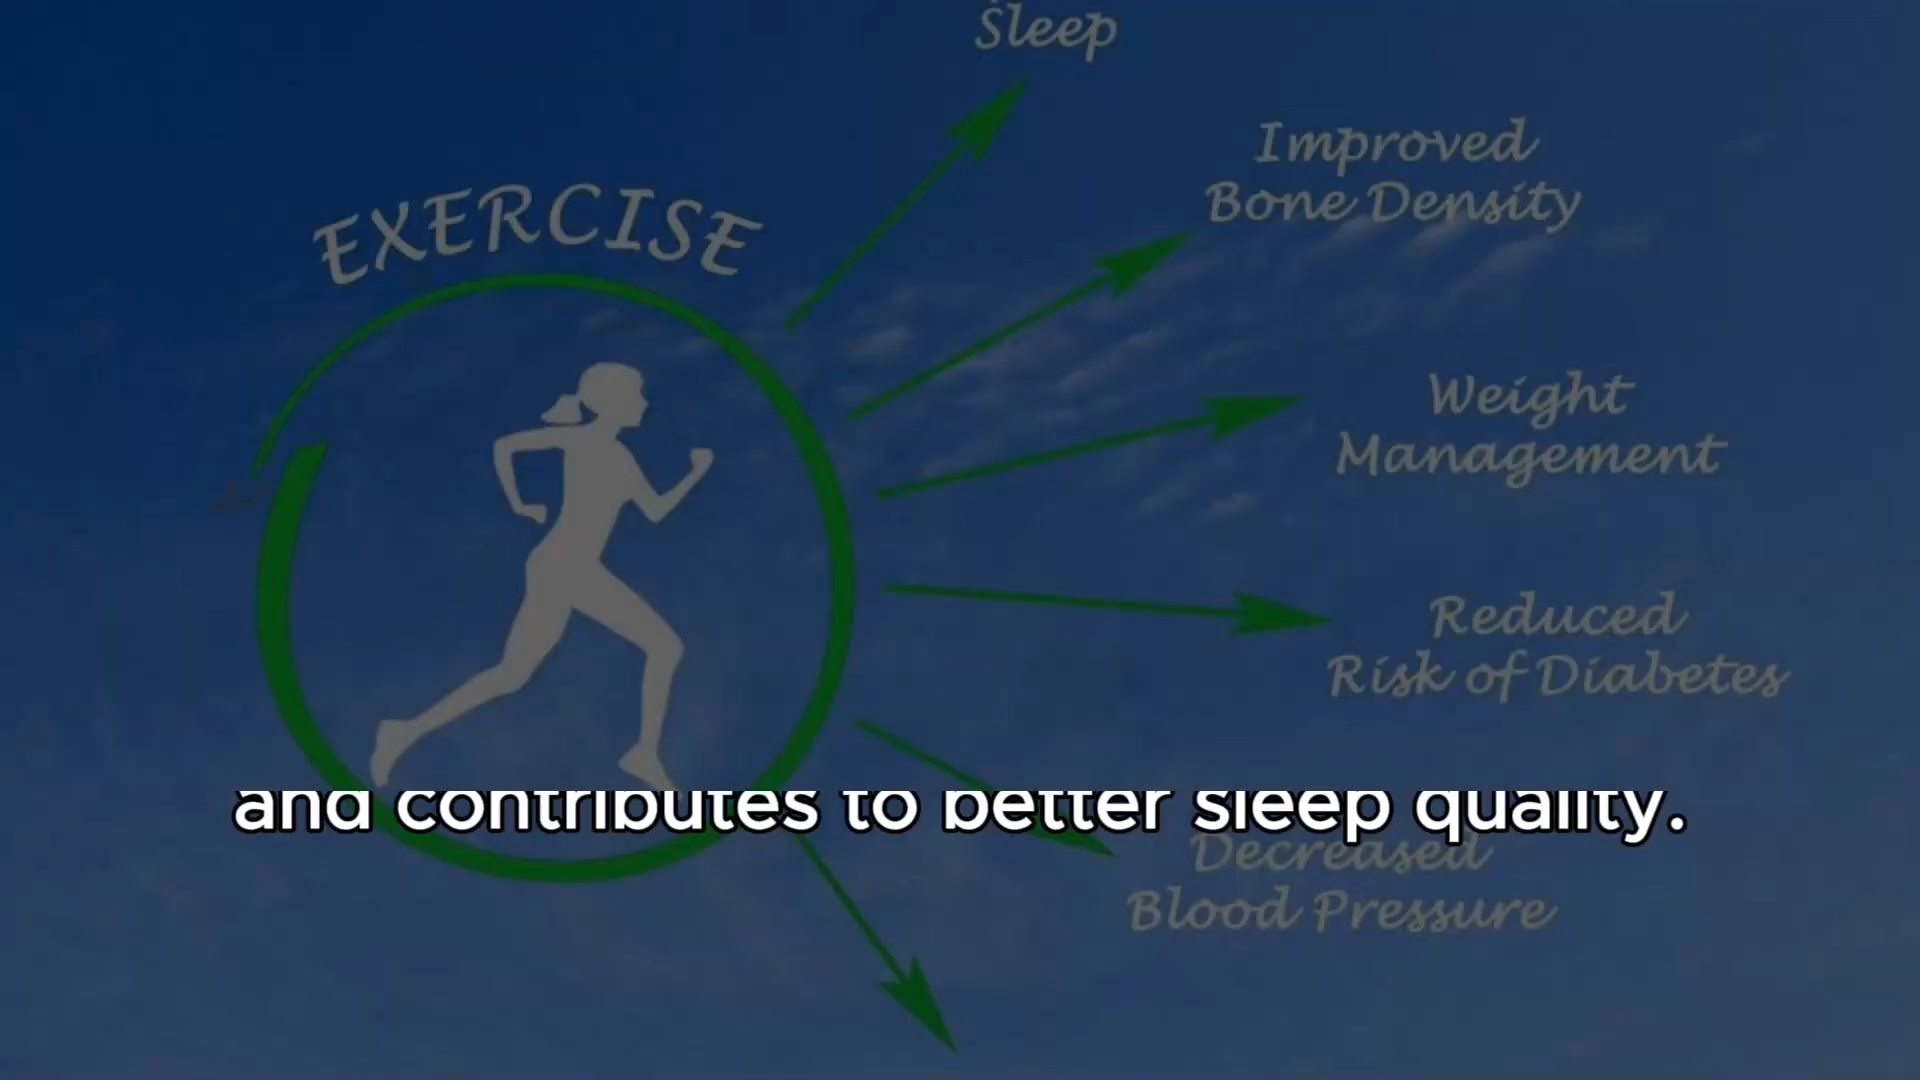 Sleep
Improved
Bone Density
EXERCISE
Weight
Management
Reduced
Risk of Diabetes
and contributes to better sleep quality.
Decreased
Blood Pressure